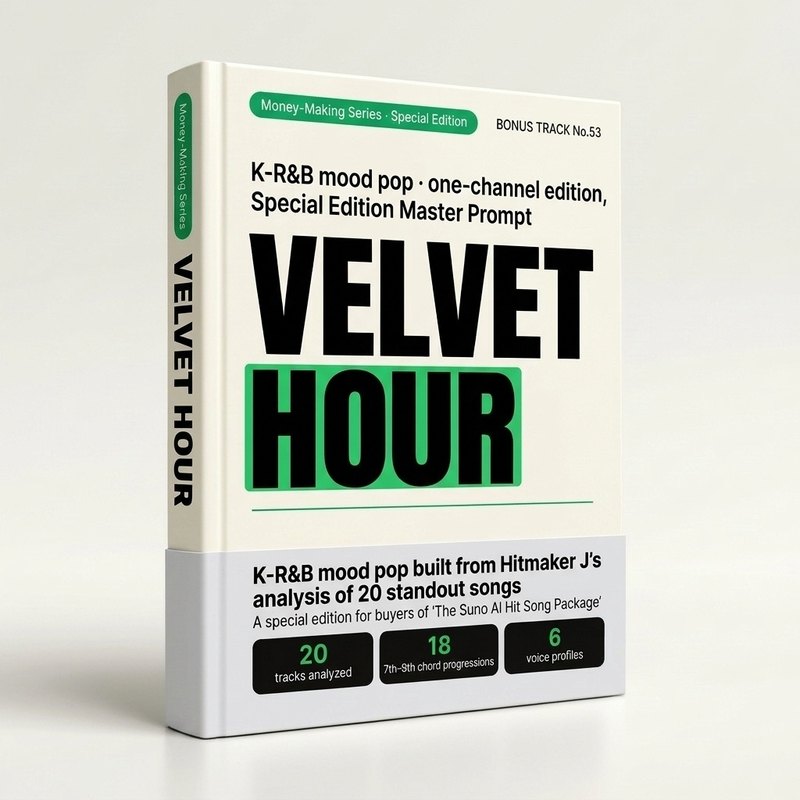 Money-Making Series
VELVET HOUR
Money-Making Series · Special Edition
BONUS TRACK No.53
K-R&B mood pop · one-channel edition,
Special Edition Master Prompt
VELVET
HOUR
K-R&B mood pop built from Hitmaker J's
analysis of 20 standout songs
A special edition for buyers of 'The Suno AI Hit Song Package'
20
tracks analyzed
18
7th–9th chord progressions
6
voice profiles